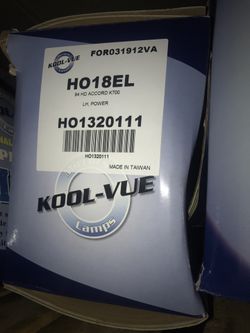 KOOL-VUE
FOR031912VA
HO18EL
94 HD ACCORD K700
LH, POWER
HO1320111
HO1320111
MADE IN TAIWAN
KOOL-VUE
Lamps